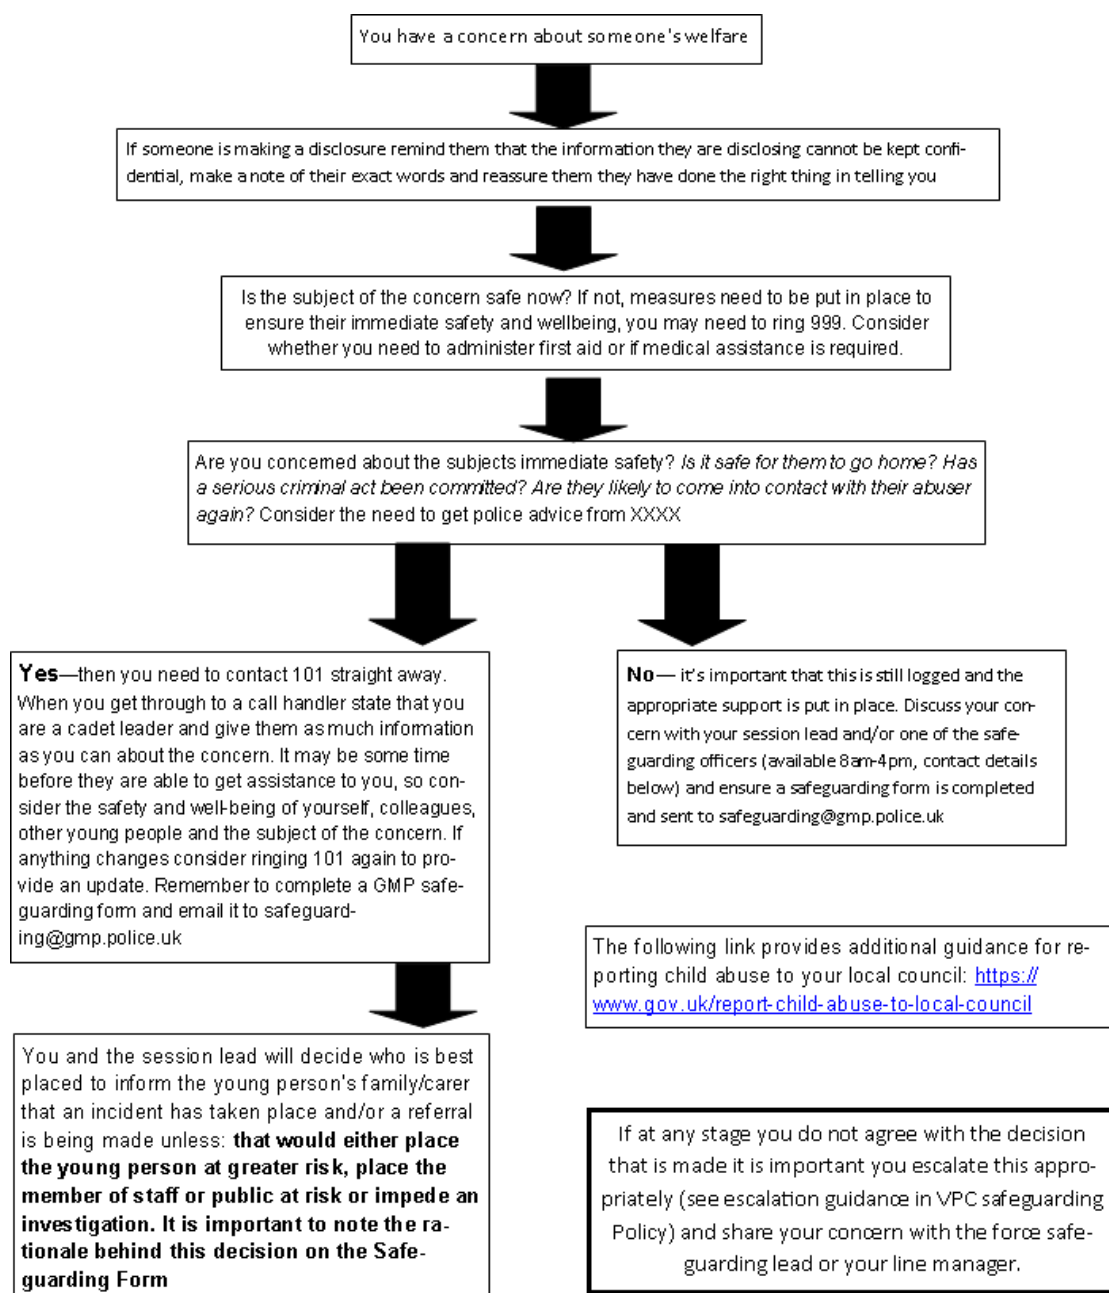 You have a concern about someone's welfare
If someone is making a disclosure remind them that the information they are disclosing cannot be kept confi-
dential, make a note of their exact words and reassure them they have done the right thing in telling you
Is the subject of the concern safe now? If not, measures need to be put in place to
ensure their immediate safety and wellbeing, you may need to ring 999. Consider
whether you need to administer first aid or if medical assistance is required.
Are you concerned about the subjects immediate safety? Is it safe for them to go home? Has
a serious criminal act been committed? Are they likely to come into contact with their abuser
again? Consider the need to get police advice from XXXX
Yes—then you need to contact 101 straight away.
When you get through to a call handler state that you
are a cadet leader and give them as much information
as you can about the concern. It may be some time
before they are able to get assistance to you, so con-
sider the safety and well-being of yourself, colleagues,
other young people and the subject of the concern. If
anything changes consider ringing 101 again to pro-
vide an update. Remember to complete a GMP safe-
guarding form and email it to safeguard-
ing@gmp.police.uk
No— it's important that this is still logged and the
appropriate support is put in place. Discuss your con-
cern with your session lead and/or one of the safe-
guarding officers (available 8am-4pm, contact details
below) and ensure a safeguarding form is completed
and sent to safeguarding@gmp.police.uk
The following link provides additional guidance for re-
porting child abuse to your local council: https://
www.gov.uk/report-child-abuse-to-local-council
You and the session lead will decide who is best
placed to inform the young person's family/carer
that an incident has taken place and/or a referral
is being made unless: that would either place
the young person at greater risk, place the
member of staff or public at risk or impede an
investigation. It is important to note the ra-
tionale behind this decision on the Safe-
guarding Form
If at any stage you do not agree with the decision
that is made it is important you escalate this appro-
priately (see escalation guidance in VPC safeguarding
Policy) and share your concern with the force safe-
guarding lead or your line manager.